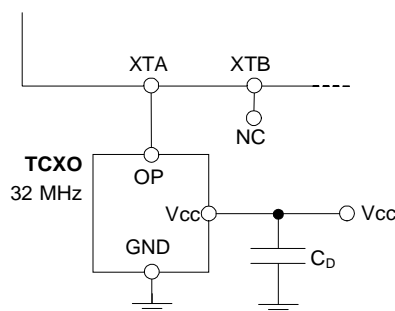 XTA
XTB
NC
TCXO
32 MHz
OP
Vcc
Vcc
GND
CD